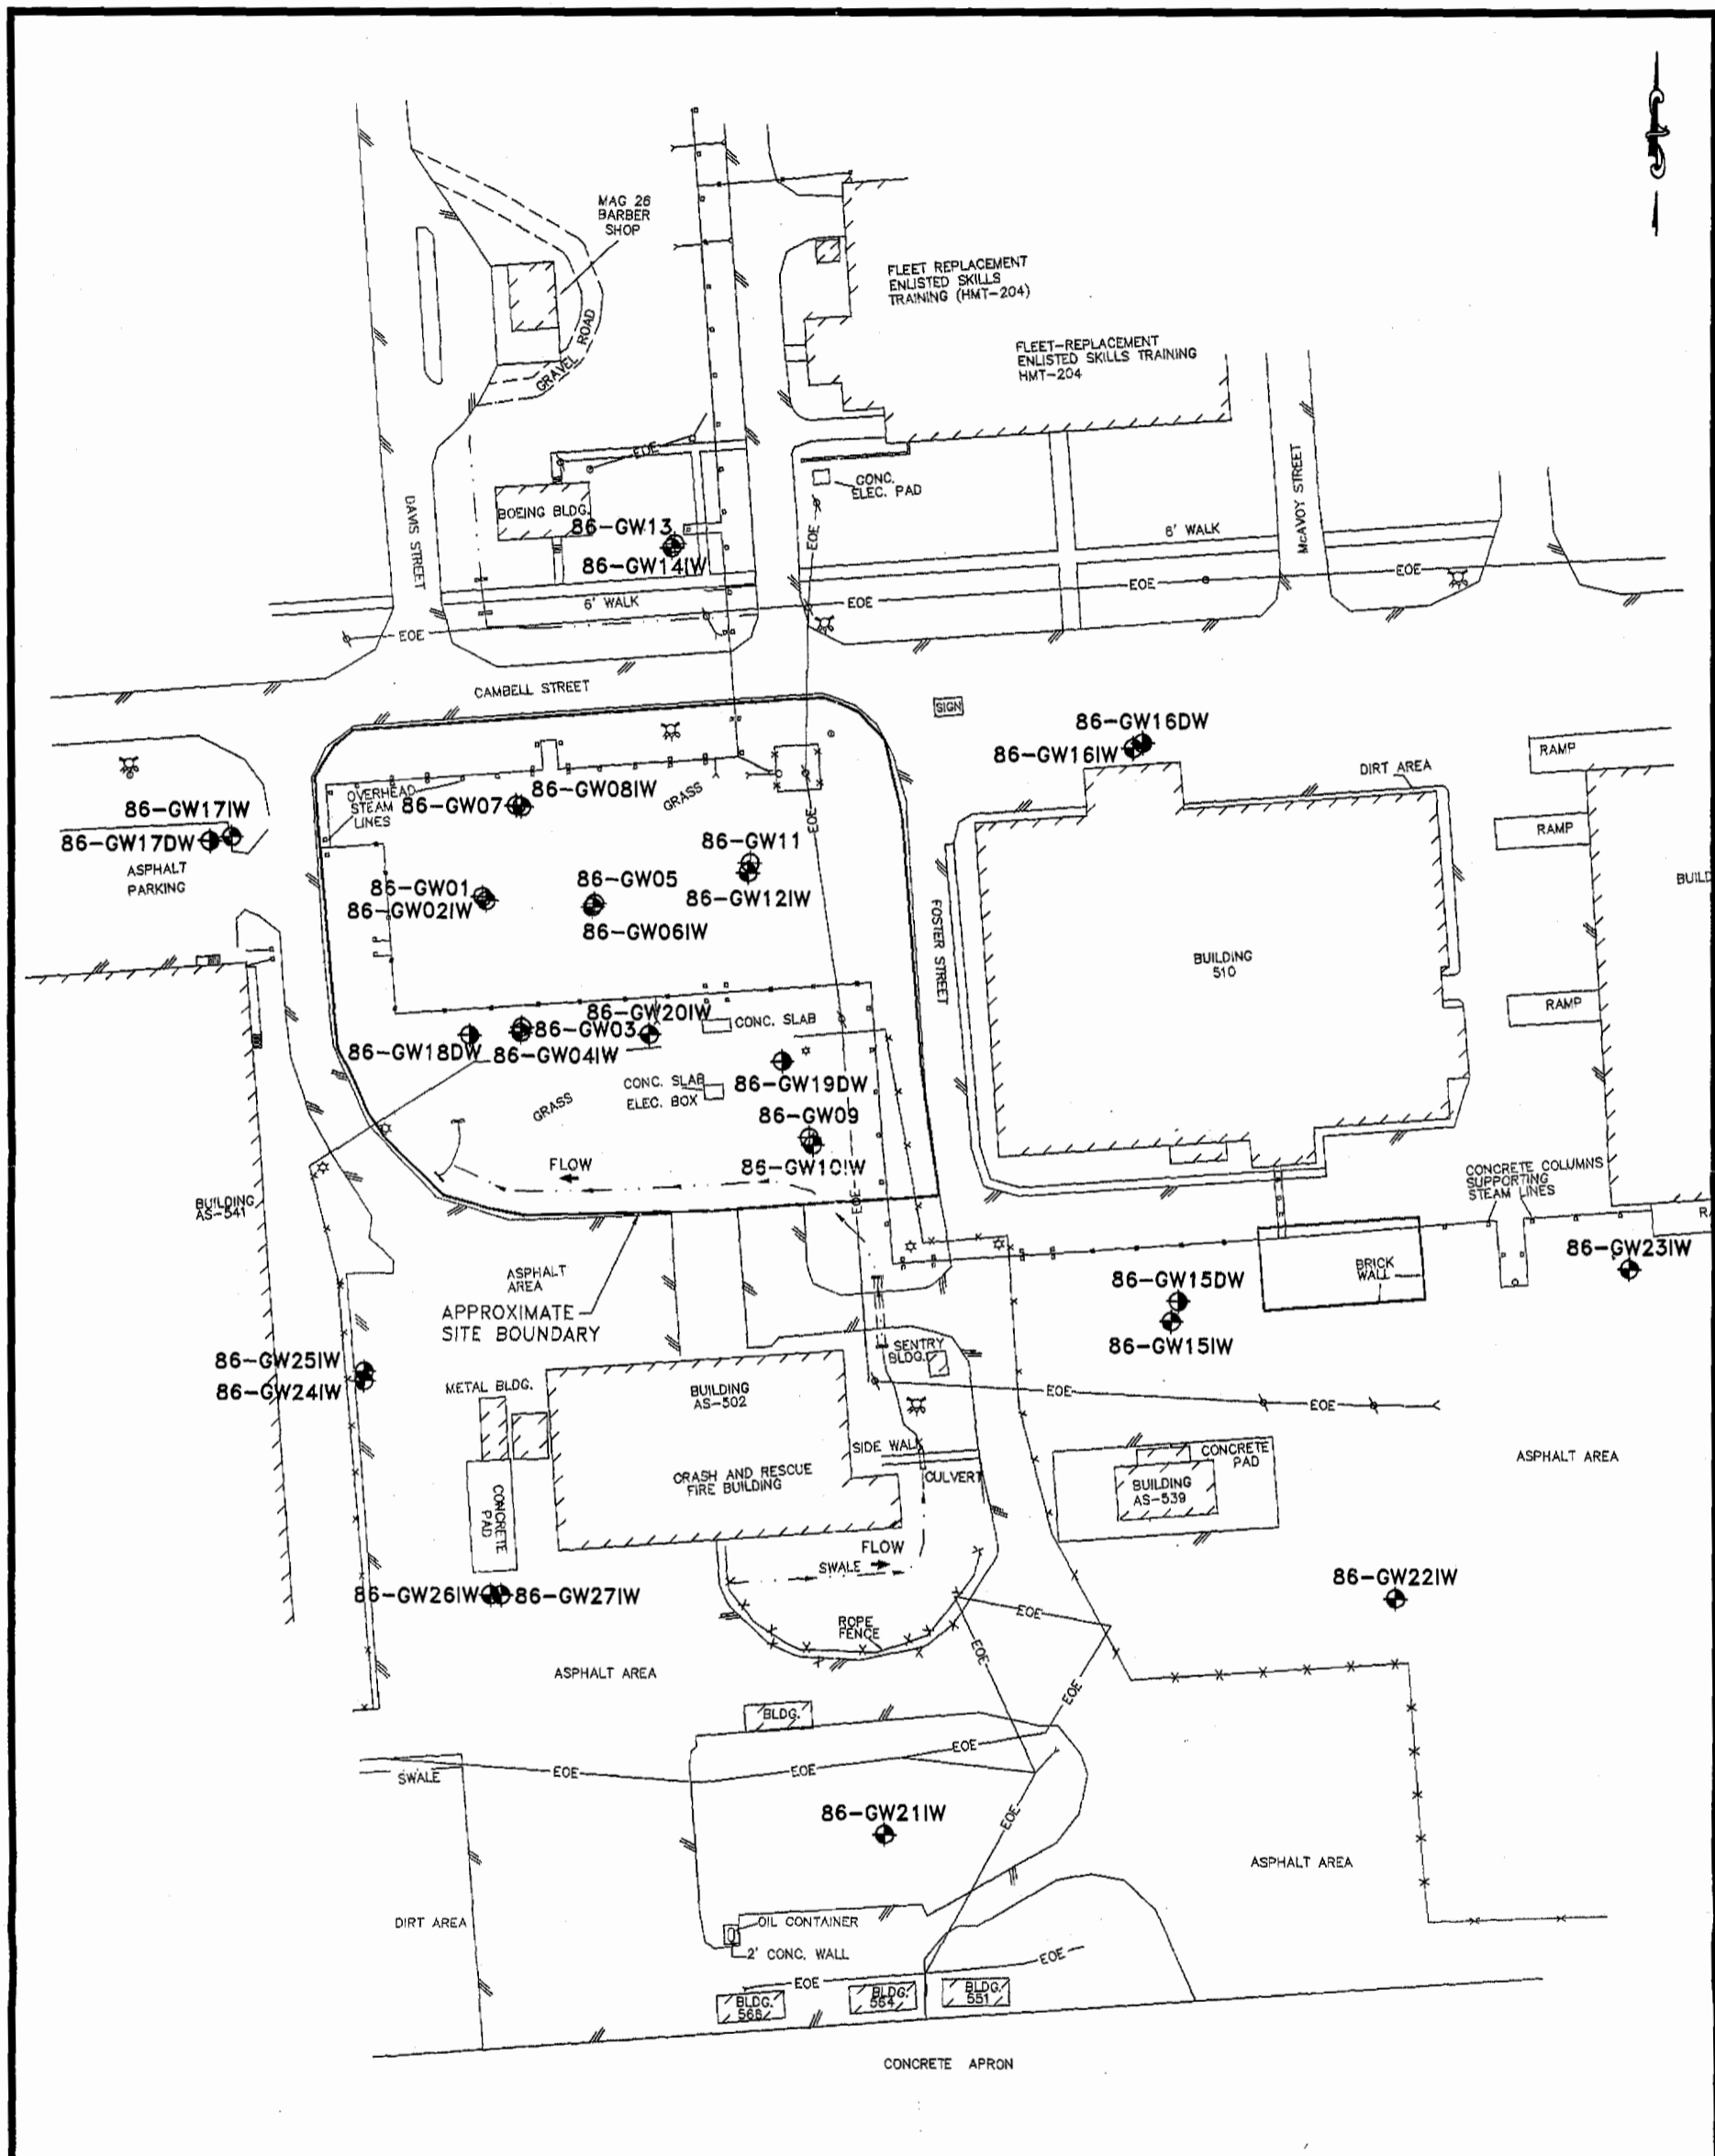 MAG 26
BARBER
SHOP
GRAVEL ROAD
FLEET REPLACEMENT
ENLISTED SKILLS
TRAINING (HMT-204)
FLEET-REPLACEMENT
ENLISTED SKILLS TRAINING
HMT-204
EOE
CONC.
ELEC. PAD
DAVIS STREET
BOEING BLDG.
86-GW13
86-GW14IW
EOE
McAVOY STREET
6' WALK
6' WALK
EOE
EOE
EOE
EOE
CAMBELL STREET
SIGN
86-GW16DW
86-GW16IW
RAMP
DIRT AREA
OVERHEAD
STEAM
LINES
86-GW07
86-GW08IW
GRASS
EOE
86-GW17IW
86-GW17DW
ASPHALT
PARKING
RAMP
86-GW11
86-GW12IW
86-GW01
86-GW02IW
86-GW05
86-GW06IW
FOSTER STREET
BUILD
BUILDING
510
RAMP
86-GW20IW
CONC. SLAB
86-GW03
86-GW18DW
86-GW04IW
CONC. SLAB
ELEC. BOX
86-GW19DW
GRASS
86-GW09
86-GW10IW
FLOW
EOE
BUILDING
AS-541
CONCRETE COLUMNS
SUPPORTING
STEAM LINES
RA
86-GW23IW
BRICK
WALL
ASPHALT
AREA
APPROXIMATE
SITE BOUNDARY
86-GW15DW
86-GW15IW
SENTRY
BLDG.
86-GW25IW
86-GW24IW
METAL BLDG.
BUILDING
AS-502
EOE
EOE
SIDE WALK
CULVERT
CRASH AND RESCUE
FIRE BUILDING
CONCRETE
PAD
CONCRETE
PAD
BUILDING
AS-539
ASPHALT AREA
FLOW
SWALE
86-GW26IW
86-GW27IW
86-GW22IW
ROPE
FENCE
EOE
EOE
EOE
ASPHALT AREA
BLDG.
EOE
EOE
EOE
SWALE
86-GW21IW
EOE
ASPHALT AREA
DIRT AREA
OIL CONTAINER
2' CONC. WALL
EOE
EOE
BLDG.
568
BLDG.
564
BLDG.
551
CONCRETE APRON